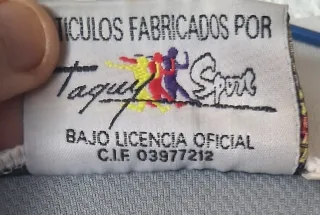 TICULOS FABRICADOS POR
Taquy Sport
BAJO LICENCIA OFICIAL
C.I.F. 03977212